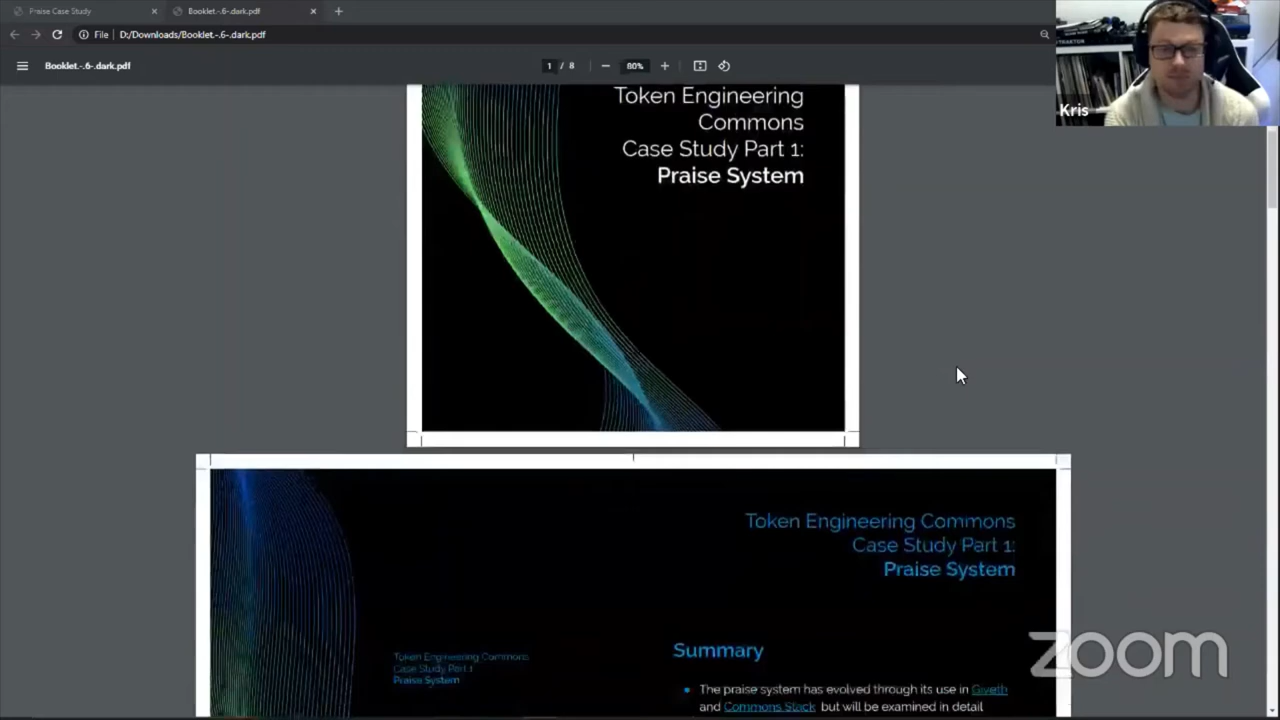 Praise Case Study
Booklet.-.6-.dark.pdf
File
D:/Downloads/Booklet.-.6-.dark.pdf
Booklet.-.6-.dark.pdf
1 / 8
80%
TRAKTOR
Kris
Token Engineering
Commons
Case Study Part 1:
Praise System
Token Engineering Commons
Case Study Part 1:
Praise System
Token Engineering Commons
Case Study Part 1
Praise System
Summary
The praise system has evolved through its use in Giveth
and Commons Stack but will be examined in detail
zoom